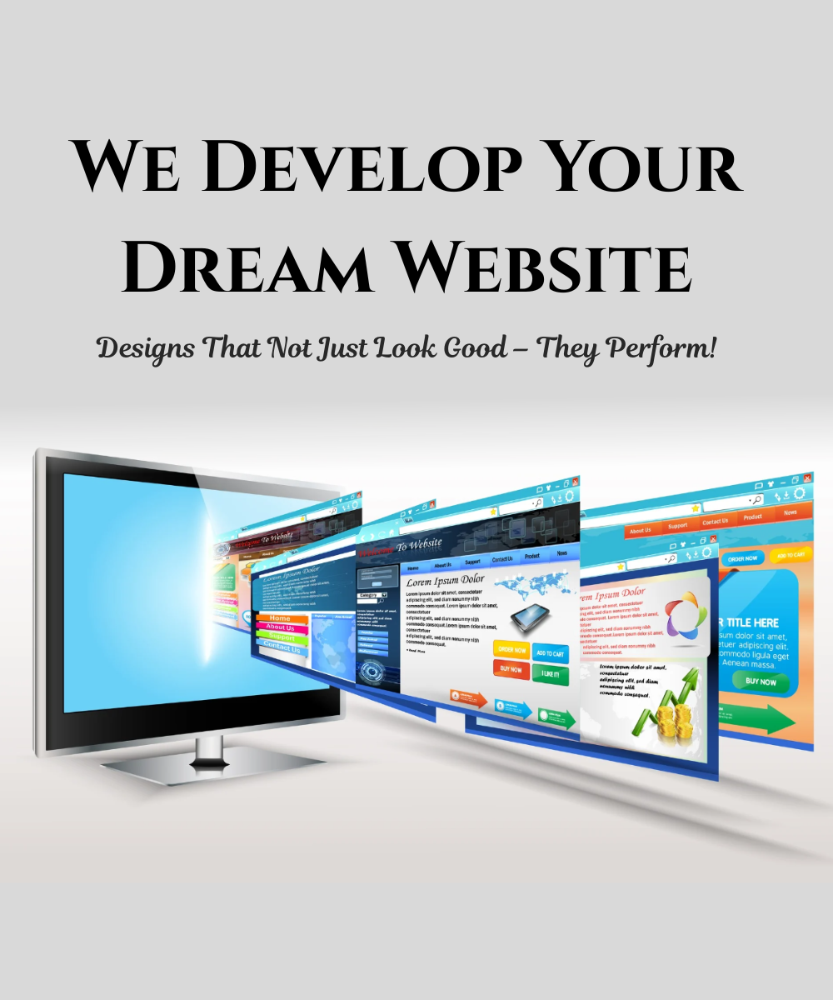 We Develop Your
Dream Website
Designs That Not Just Look Good – They Perform!
To Website
To Website
Home About Us Support Contact Us Product News
About Us Support Contact Us Product News
ORDER NOW ADD TO CART
Lorem Ipsum Dolor
Home
About Us
Support
Contact Us
Category
Lorem Ipsum Dolor
Lorem ipsum dolor sit amet, consectetuer
adipiscing elit, sed diam nonummy nibh
commodo consequat. Lorem ipsum dolor sit amet,
consectetuer
adipiscing elit, sed diam nonummy nibh
commodo consequat. Lorem ipsum dolor sit amet,
consectetuer
adipiscing elit, sed diam nonummy nibh
commodo consequat.
ORDER NOW ADD TO CART
BUY NOW I LIKE IT!
rem Ipsum Dolor
Lorem ipsum dolor sit amet,
consectetuer
adipiscing elit, sed diam
nonummy nibh
commodo consequat.
R TITLE HERE
sum dolor sit amet,
etuer adipiscing elit.
ommodo ligula eget
Aenean massa.
BUY NOW